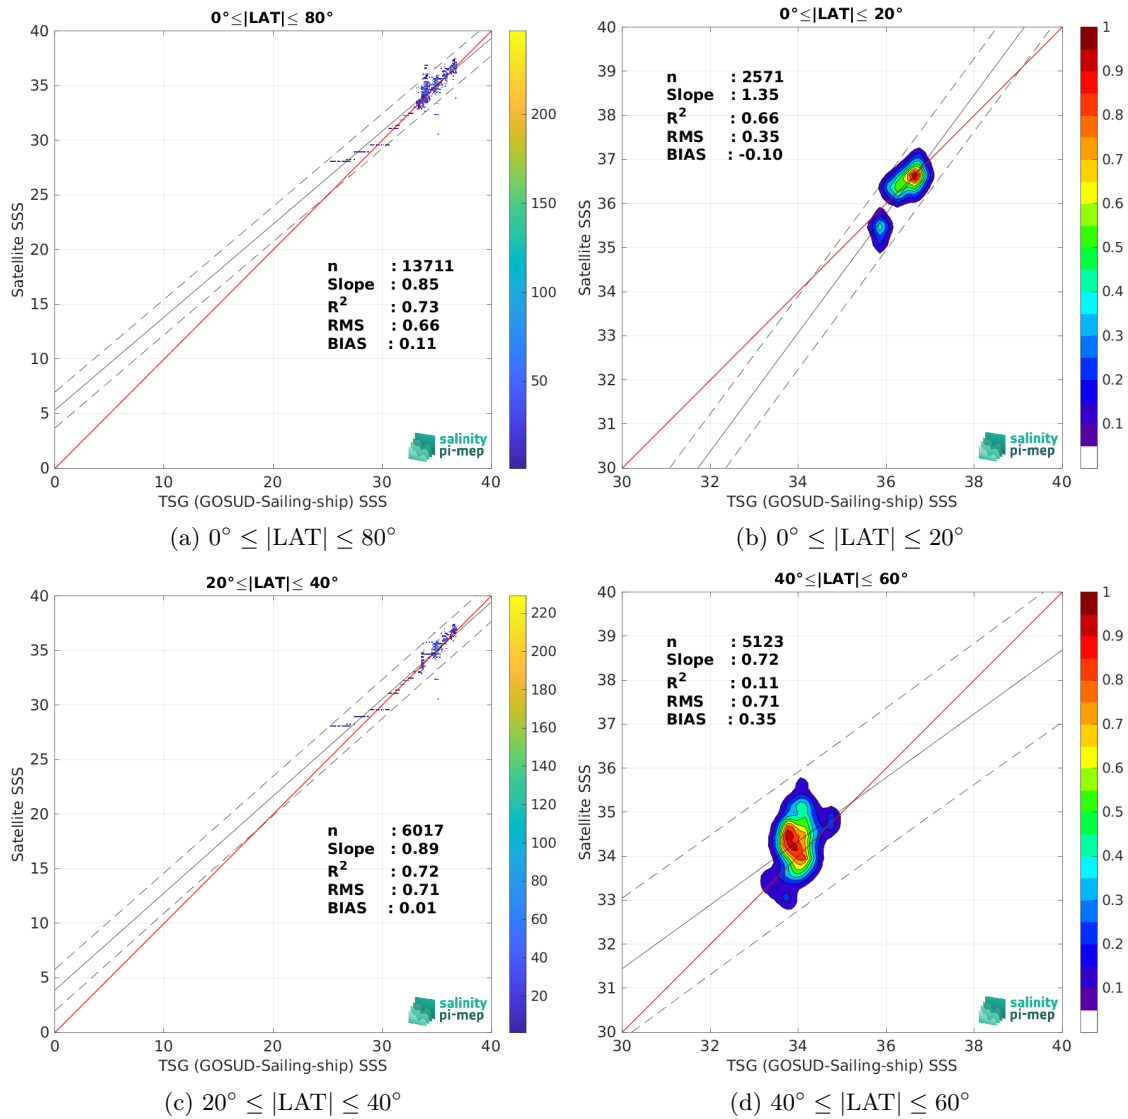 0°≤|LAT|≤ 80°
40
35
30
25
20
15
10
5
0
Satellite SSS
n : 13711
Slope : 0.85
R² : 0.73
RMS : 0.66
BIAS : 0.11
salinity
pi-mep
0 10 20 30 40
TSG (GOSUD-Sailing-ship) SSS
200
150
100
50
(a) 0° ≤ |LAT| ≤ 80°
0°≤|LAT|≤ 20°
40
39
38
37
36
35
34
33
32
31
30
Satellite SSS
n : 2571
Slope : 1.35
R² : 0.66
RMS : 0.35
BIAS : -0.10
salinity
pi-mep
30 32 34 36 38 40
TSG (GOSUD-Sailing-ship) SSS
1
0.9
0.8
0.7
0.6
0.5
0.4
0.3
0.2
0.1
(b) 0° ≤ |LAT| ≤ 20°
20°≤|LAT|≤ 40°
40
35
30
25
20
15
10
5
0
Satellite SSS
n : 6017
Slope : 0.89
R² : 0.72
RMS : 0.71
BIAS : 0.01
salinity
pi-mep
0 10 20 30 40
TSG (GOSUD-Sailing-ship) SSS
220
200
180
160
140
120
100
80
60
40
20
(c) 20° ≤ |LAT| ≤ 40°
40°≤|LAT|≤ 60°
40
39
38
37
36
35
34
33
32
31
30
Satellite SSS
n : 5123
Slope : 0.72
R² : 0.11
RMS : 0.71
BIAS : 0.35
salinity
pi-mep
30 32 34 36 38 40
TSG (GOSUD-Sailing-ship) SSS
1
0.9
0.8
0.7
0.6
0.5
0.4
0.3
0.2
0.1
(d) 40° ≤ |LAT| ≤ 60°